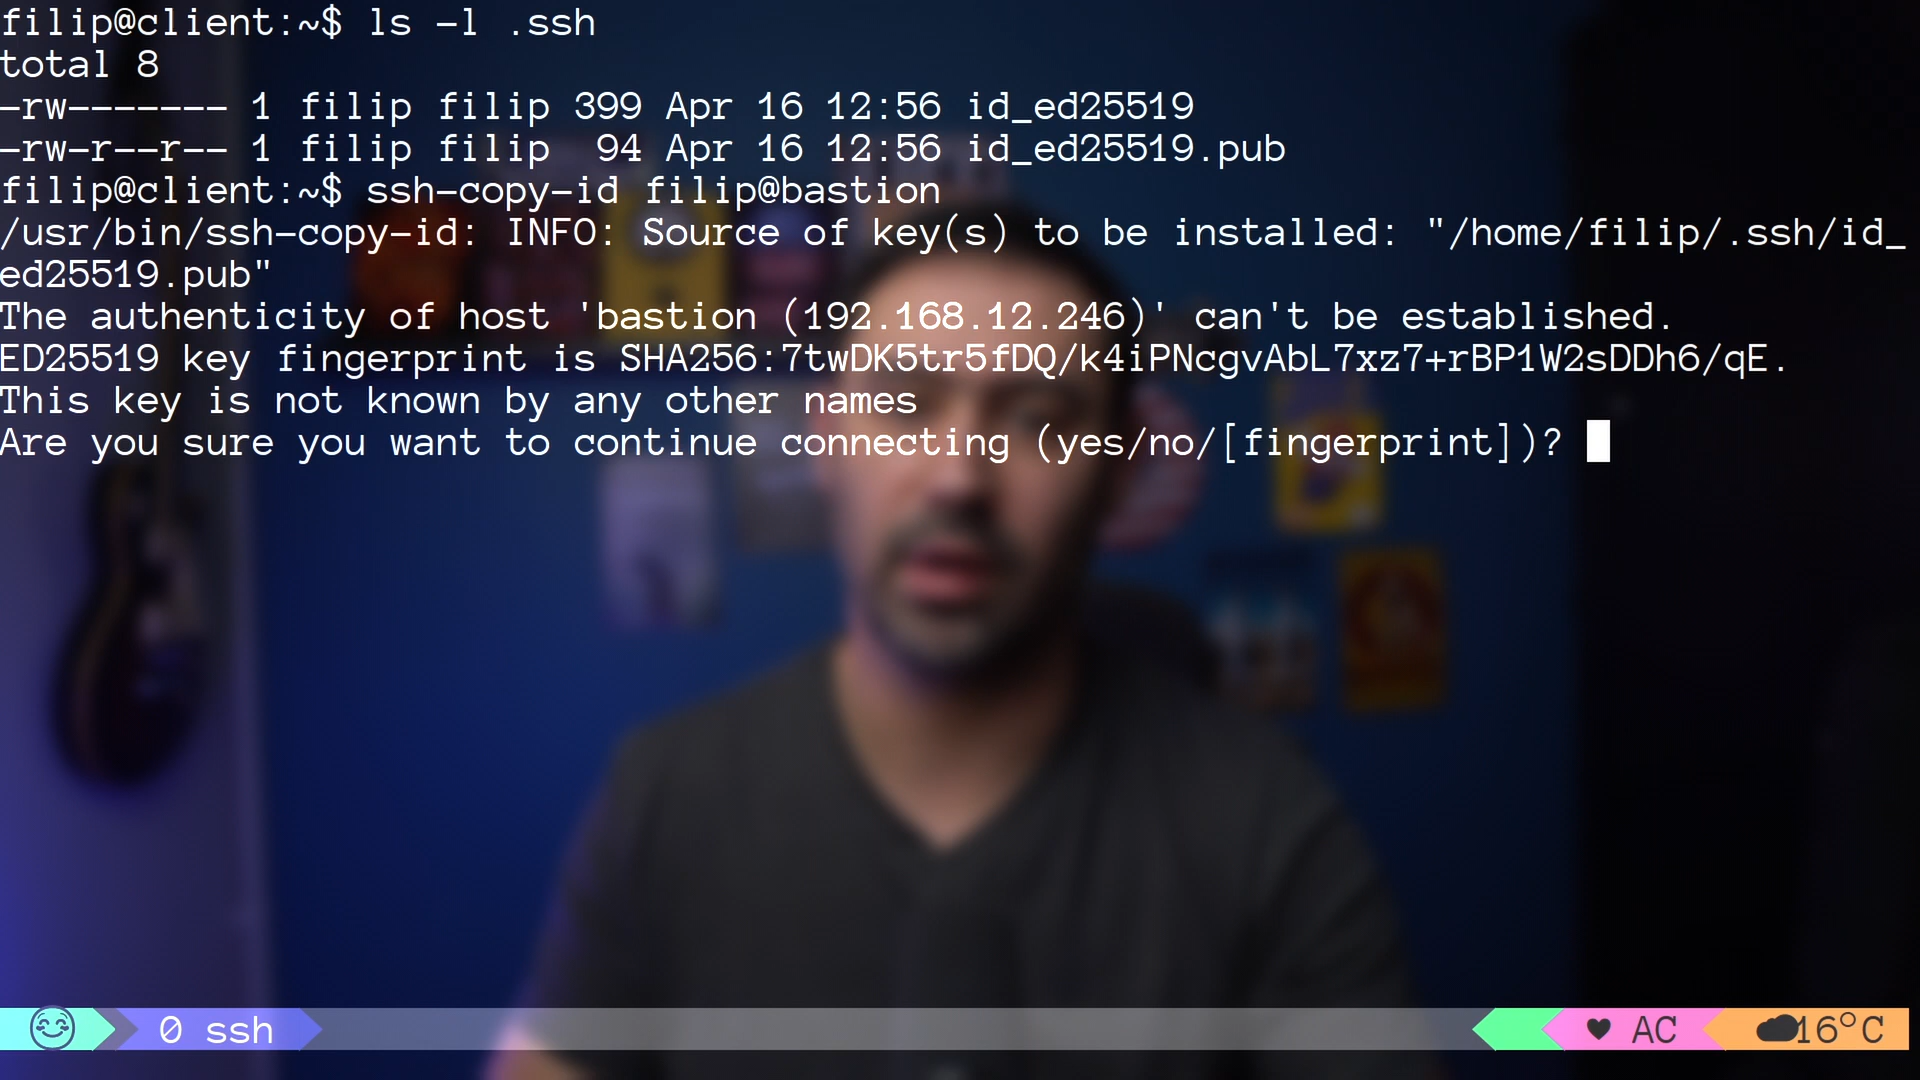 filip@client:~$ ls -l .ssh
total 8
-rw------- 1 filip filip 399 Apr 16 12:56 id_ed25519
-rw-r--r-- 1 filip filip  94 Apr 16 12:56 id_ed25519.pub
filip@client:~$ ssh-copy-id filip@bastion
/usr/bin/ssh-copy-id: INFO: Source of key(s) to be installed: "/home/filip/.ssh/id_
ed25519.pub"
The authenticity of host 'bastion (192.168.12.246)' can't be established.
ED25519 key fingerprint is SHA256:7twDK5tr5fDQ/k4iPNcgvAbL7xz7+rBP1W2sDDh6/qE.
This key is not known by any other names
Are you sure you want to continue connecting (yes/no/[fingerprint])?
0 ssh
♥ AC
16°C